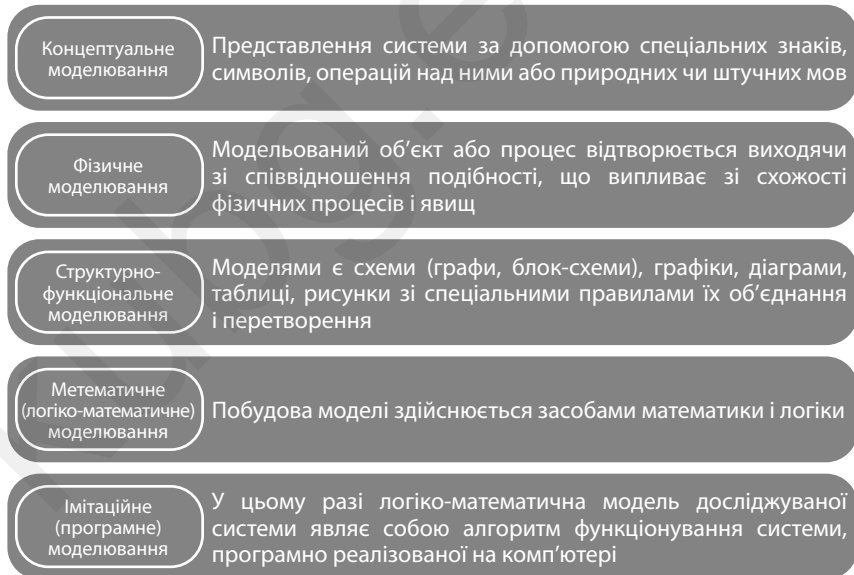 Концептуальне
моделювання
Представлення системи за допомогою спеціальних знаків,
символів, операцій над ними або природних чи штучних мов
Фізичне
моделювання
Модельований об’єкт або процес відтворюється виходячи
зі співвідношення подібності, що випливає зі схожості
фізичних процесів і явищ
Структурно-
функціональне
моделювання
Моделями є схеми (графи, блок-схеми), графіки, діаграми,
таблиці, рисунки зі спеціальними правилами їх об’єднання
і перетворення
Метематичне
(логіко-математичне)
моделювання
Побудова моделі здійснюється засобами математики і логіки
Імітаційне
(програмне)
моделювання
У цьому разі логіко-математична модель досліджуваної
системи являє собою алгоритм функціонування системи,
програмно реалізованої на комп’ютері